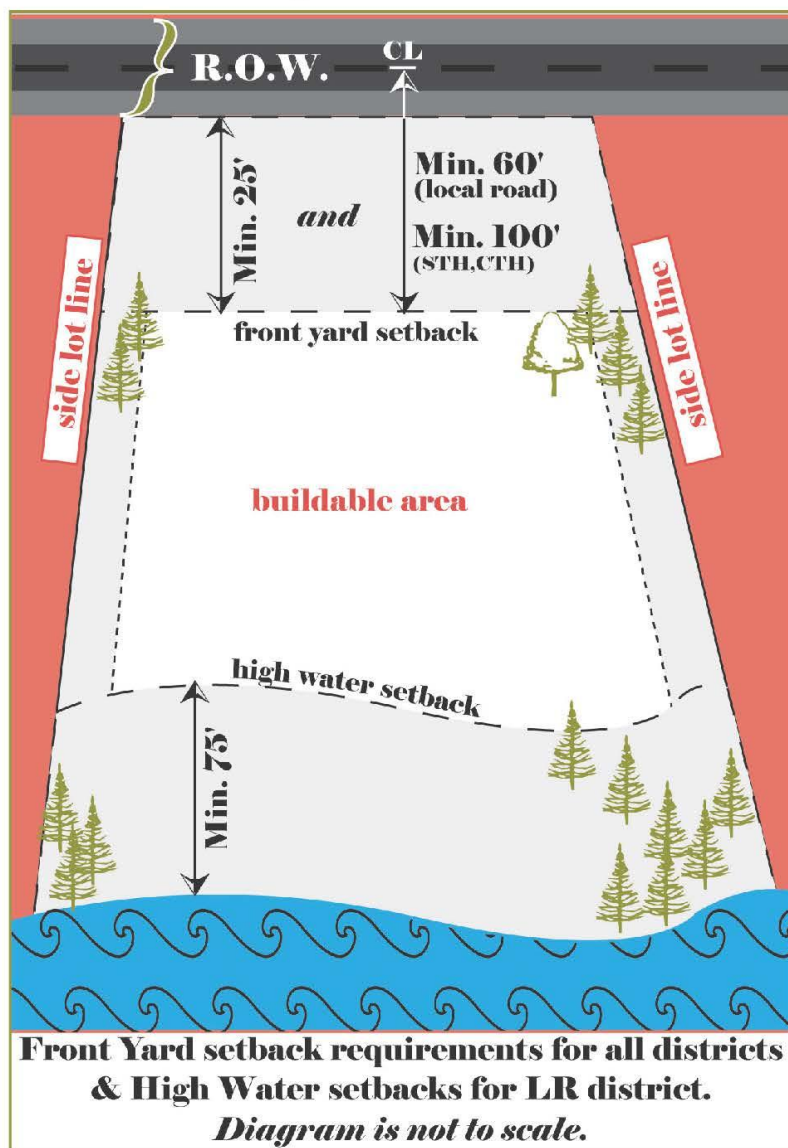 CL
R.O.W.
Min. 25'
and
Min. 60'
(local road)
Min. 100'
(STH,CTH)
side lot line
front yard setback
side lot line
buildable area
high water setback
Min. 75'
Front Yard setback requirements for all districts
& High Water setbacks for LR district.
Diagram is not to scale.